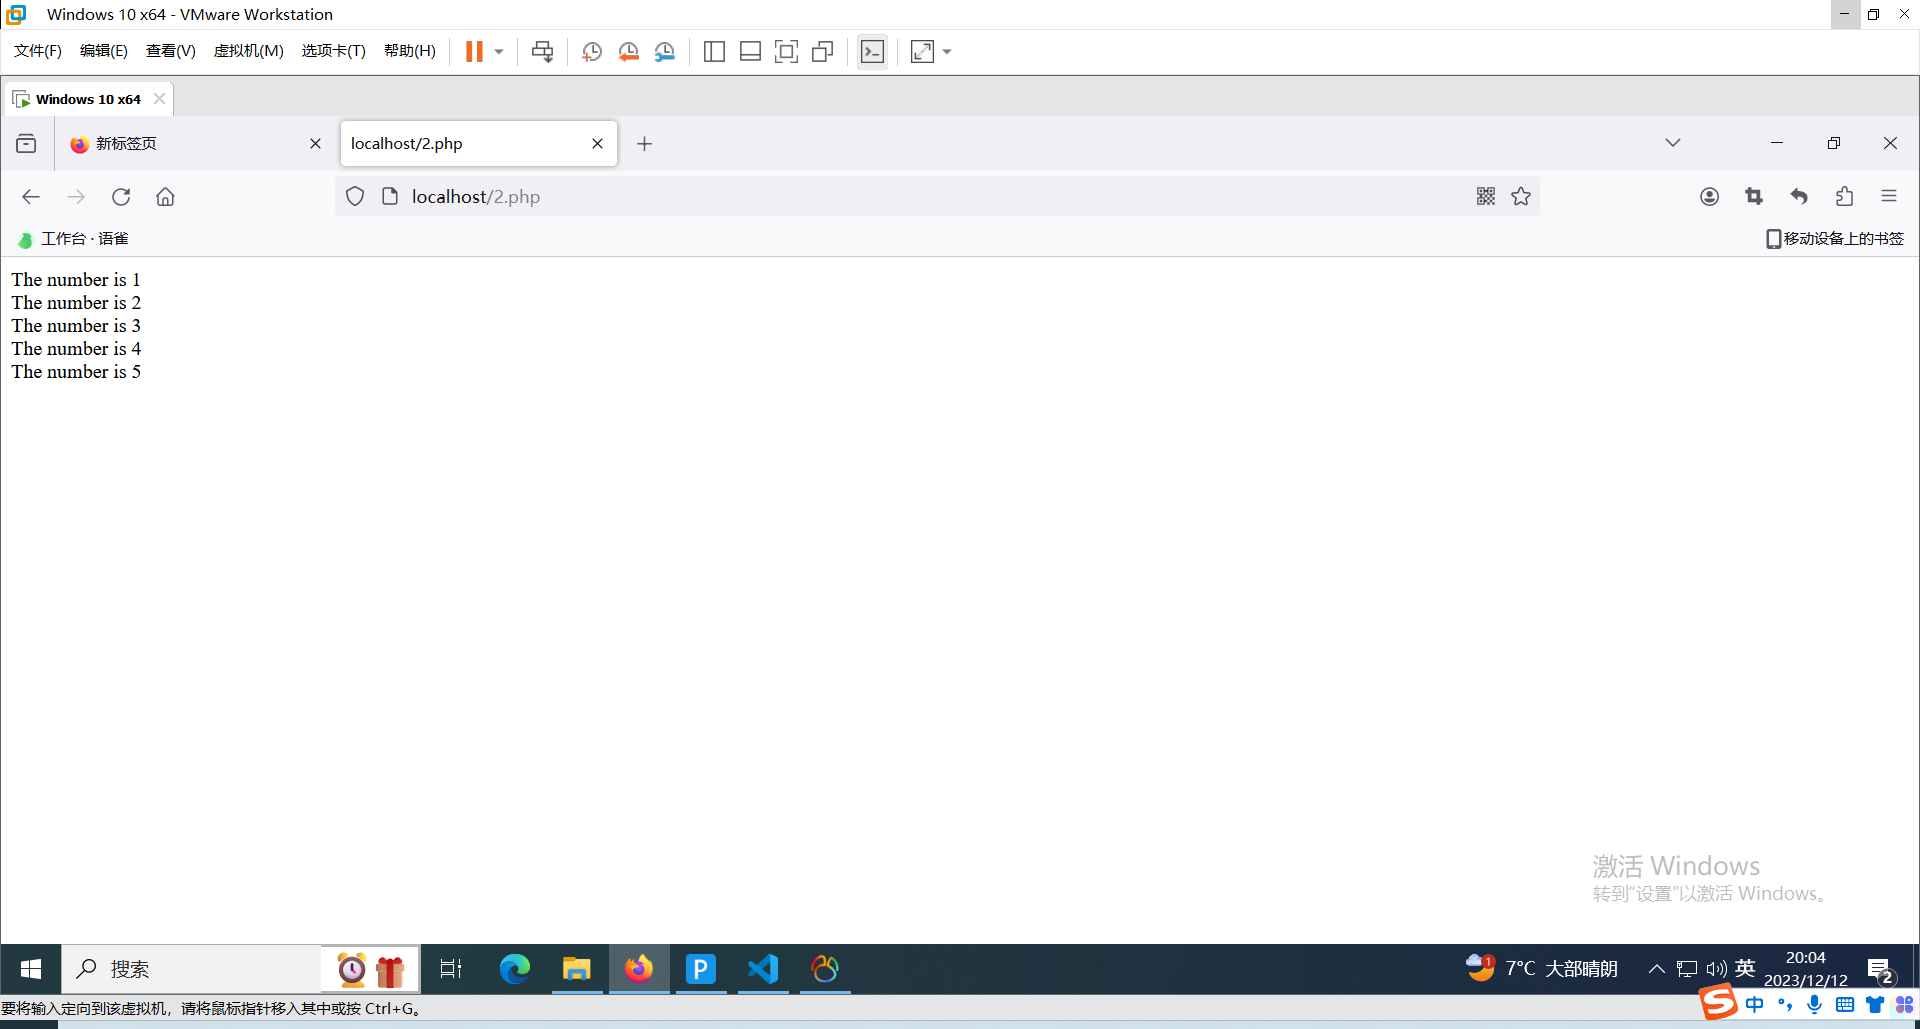 Windows 10 x64 - VMware Workstation
文件(F) 编辑(E) 查看(V) 虚拟机(M) 选项卡(T) 帮助(H)
Windows 10 x64
新标签页 localhost/2.php
localhost/2.php
工作台 · 语雀 移动设备上的书签
The number is 1
The number is 2
The number is 3
The number is 4
The number is 5
激活 Windows
转到“设置”以激活 Windows。
搜索 P 1 7°C 大部晴朗 英 20:04
2023/12/12 2
要将输入定向到该虚拟机，请将鼠标指针移入其中或按 Ctrl+G。 S 中